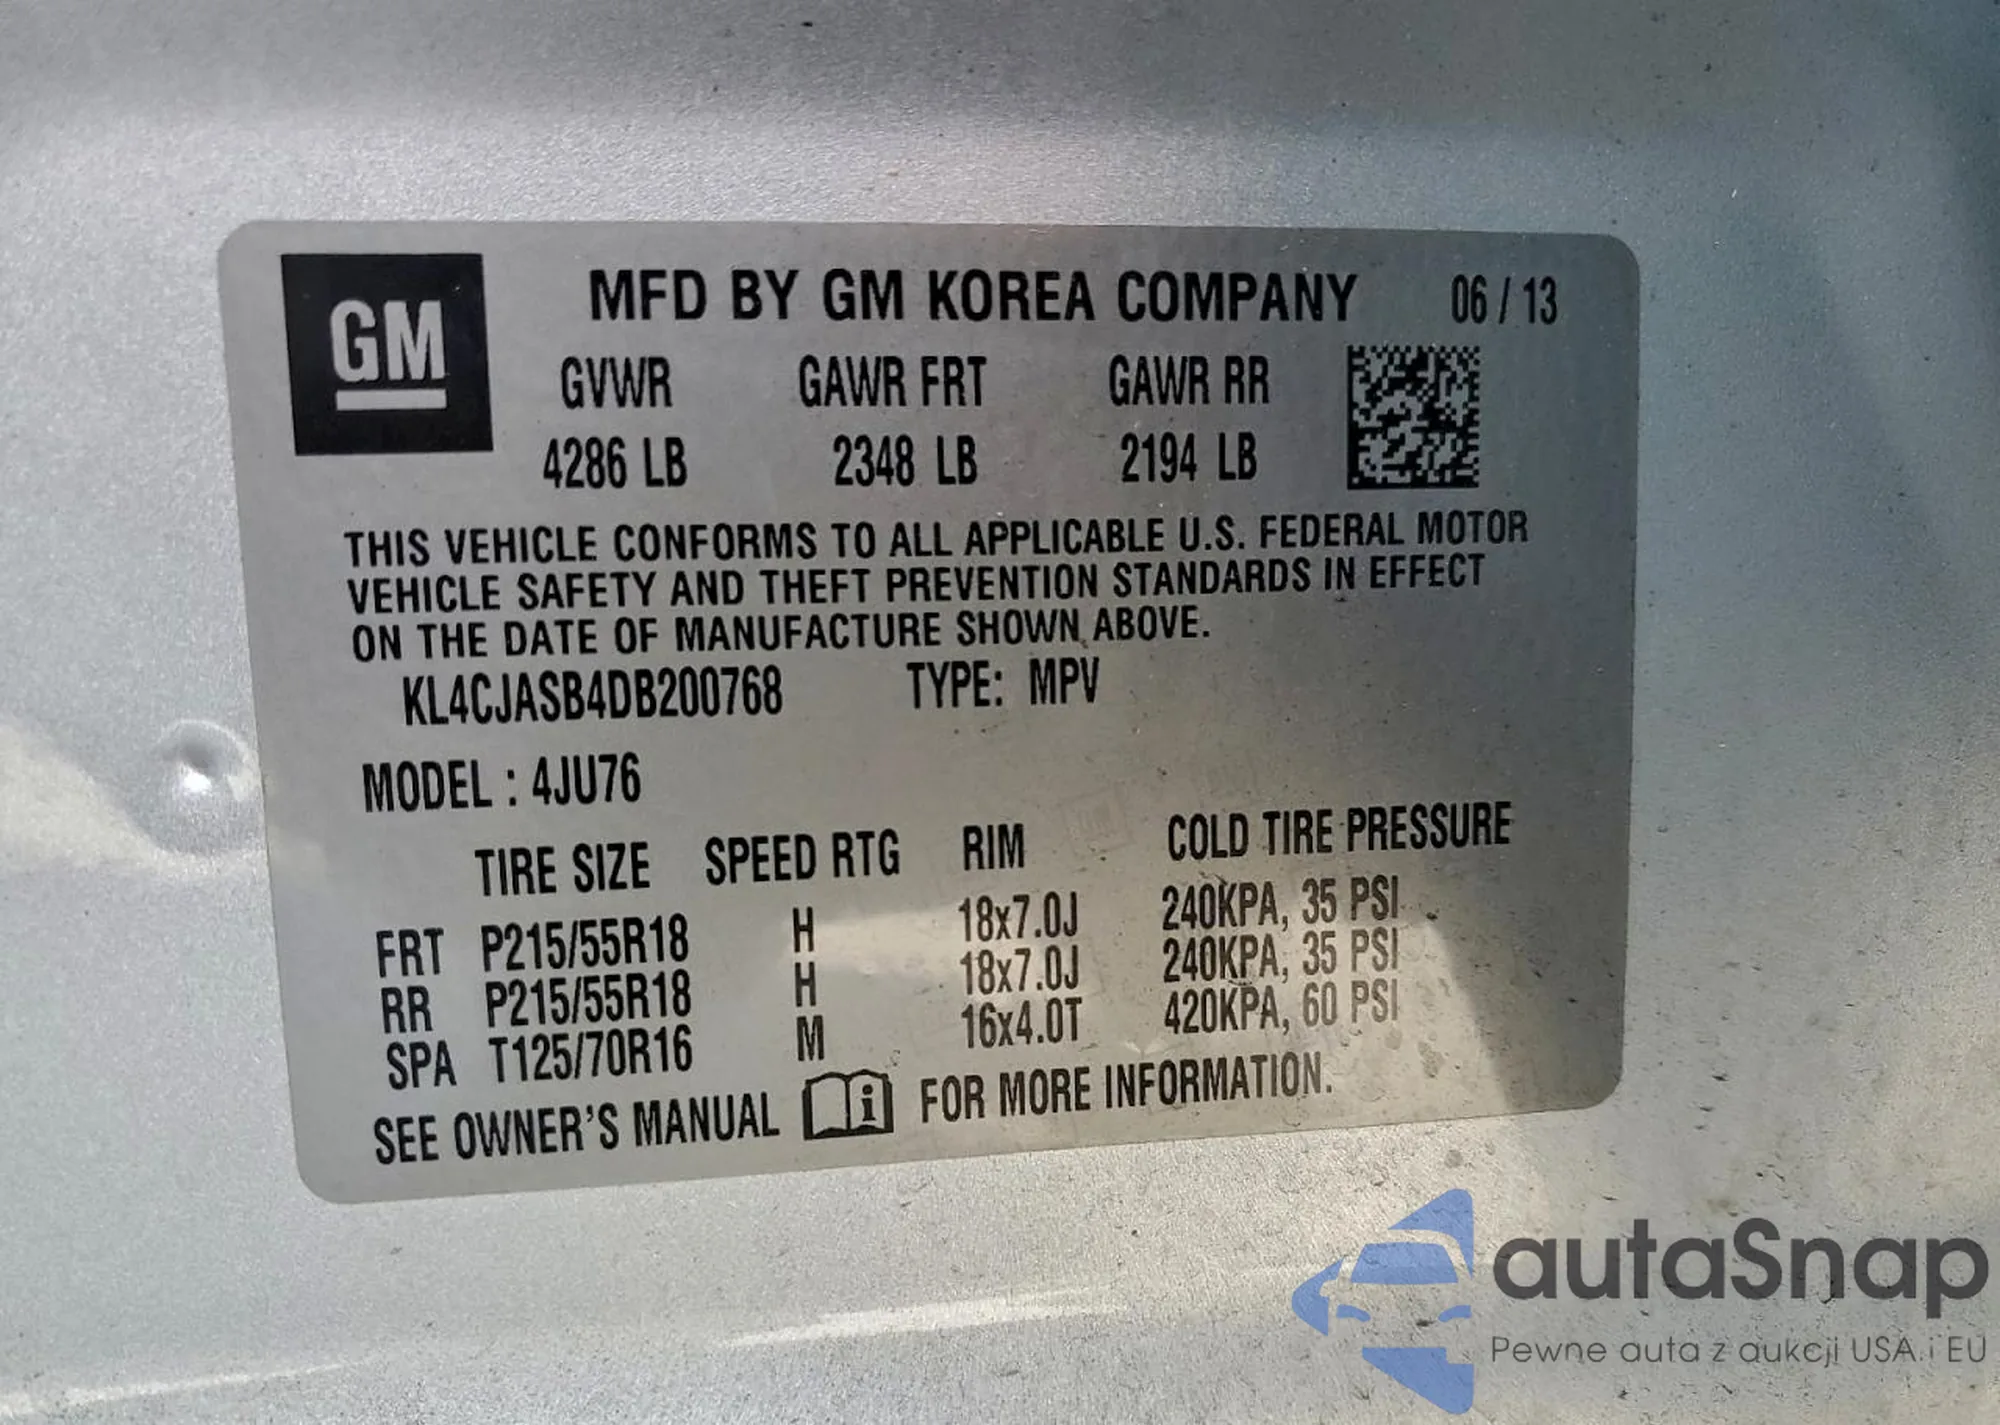 GM
MFD BY GM KOREA COMPANY 06 / 13
GVWR GAWR FRT GAWR RR
4286 LB 2348 LB 2194 LB
THIS VEHICLE CONFORMS TO ALL APPLICABLE U.S. FEDERAL MOTOR
VEHICLE SAFETY AND THEFT PREVENTION STANDARDS IN EFFECT
ON THE DATE OF MANUFACTURE SHOWN ABOVE.
KL4CJASB4DB200768 TYPE: MPV
MODEL : 4JU76
TIRE SIZE SPEED RTG RIM COLD TIRE PRESSURE
FRT P215/55R18 H 18x7.0J 240KPA, 35 PSI
RR P215/55R18 H 18x7.0J 240KPA, 35 PSI
SPA T125/70R16 M 16x4.0T 420KPA, 60 PSI
SEE OWNER'S MANUAL i FOR MORE INFORMATION.
autaSnap
Pewne auta z aukcji USA i EU